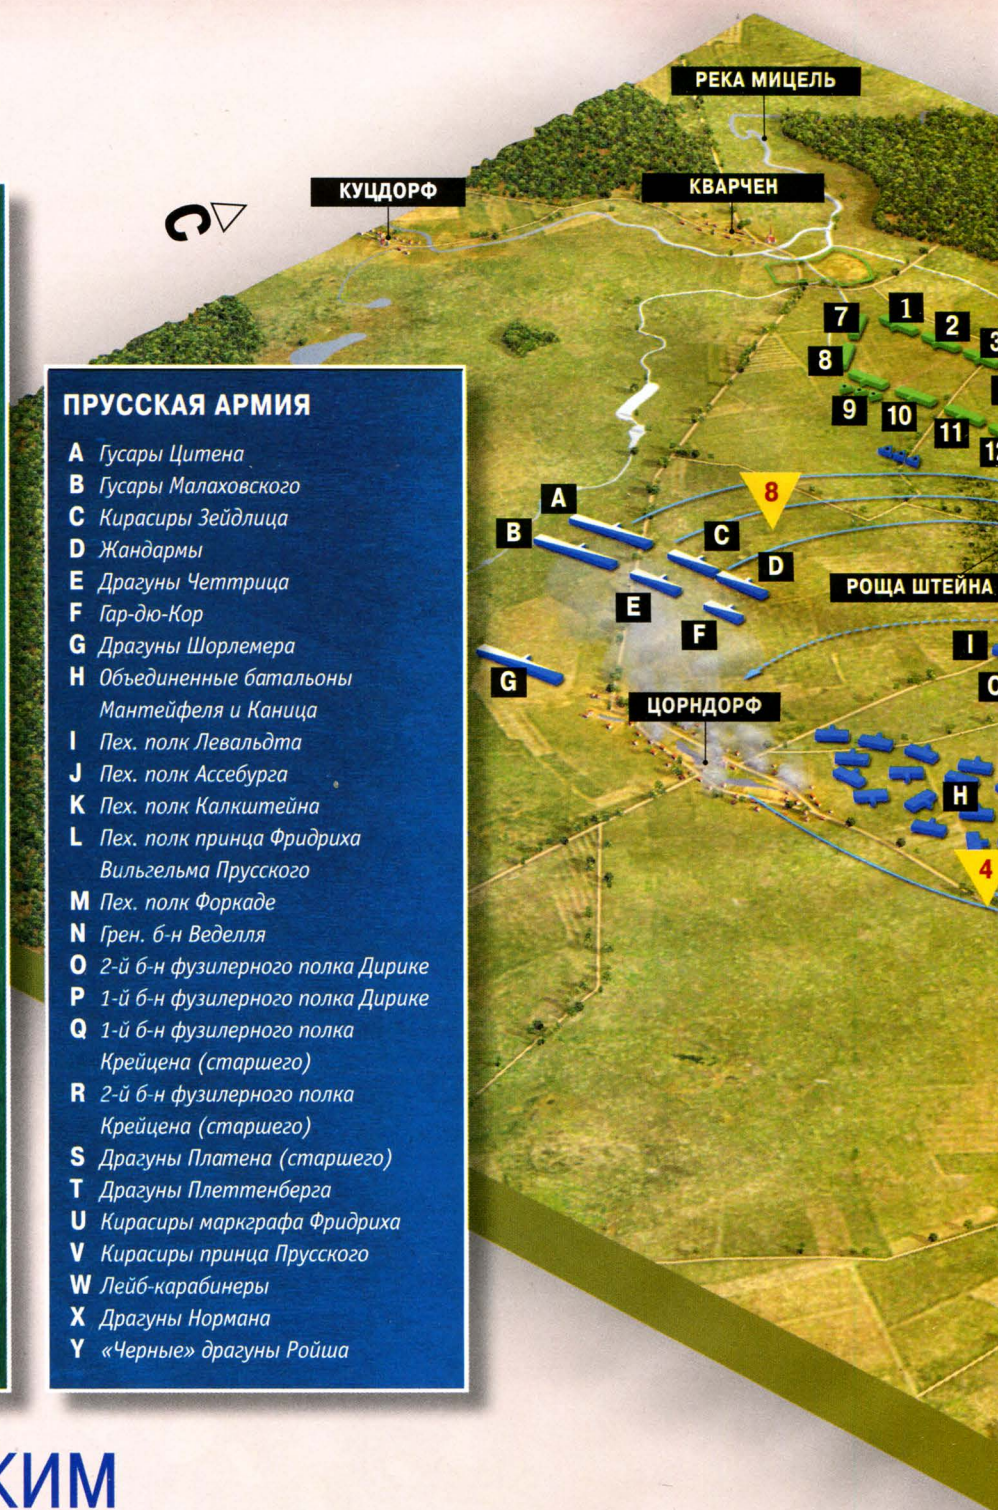 РЕКА МИЦЕЛЬ
КУЦДОРФ
КВАРЧЕН
С
7
1
2
3
8
9
10
11
12
ПРУССКАЯ АРМИЯ
A Гусары Цитена
B Гусары Малаховского
C Кирасиры Зейдлица
D Жандармы
E Драгуны Четтрица
F Гар-дю-Кор
G Драгуны Шорлемера
H Объединенные батальоны
Мантейфеля и Каница
I Пех. полк Левальдта
J Пех. полк Ассебурга
K Пех. полк Калкштейна
L Пех. полк принца Фридриха
Вильгельма Прусского
M Пех. полк Форкаде
N Грен. б-н Веделля
O 2-й б-н фузилерного полка Дирике
P 1-й б-н фузилерного полка Дирике
Q 1-й б-н фузилерного полка
Крейцена (старшего)
R 2-й б-н фузилерного полка
Крейцена (старшего)
S Драгуны Платена (старшего)
T Драгуны Плеттенберга
U Кирасиры маркграфа Фридриха
V Кирасиры принца Прусского
W Лейб-карабинеры
X Драгуны Нормана
Y «Черные» драгуны Ройша
8
A
B
C
D
E
F
G
РОЩА ШТЕЙНА
I
ЦОРНДОРФ
H
4
КИМ